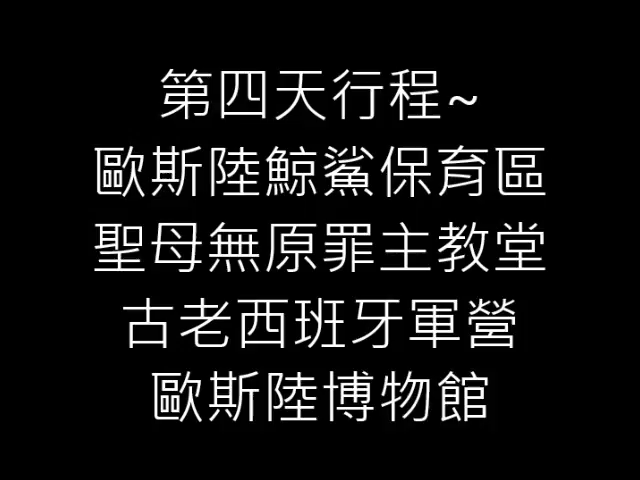 第四天行程~
歐斯陸鯨鯊保育區
聖母無原罪主教堂
古老西班牙軍營
歐斯陸博物館